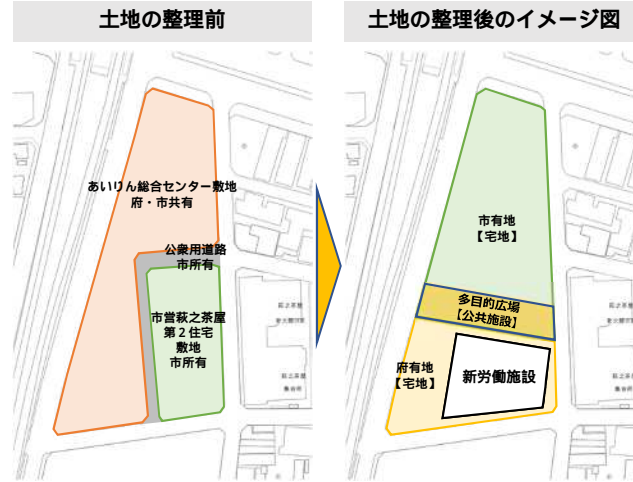 土地の整理前
土地の整理後のイメージ図
あいりん総合センター敷地
府・市共有
公衆用道路
市所有
市営萩之茶屋
第２住宅
敷地
市所有
市有地
【宅地】
多目的広場
【公共施設】
府有地
【宅地】
新労働施設